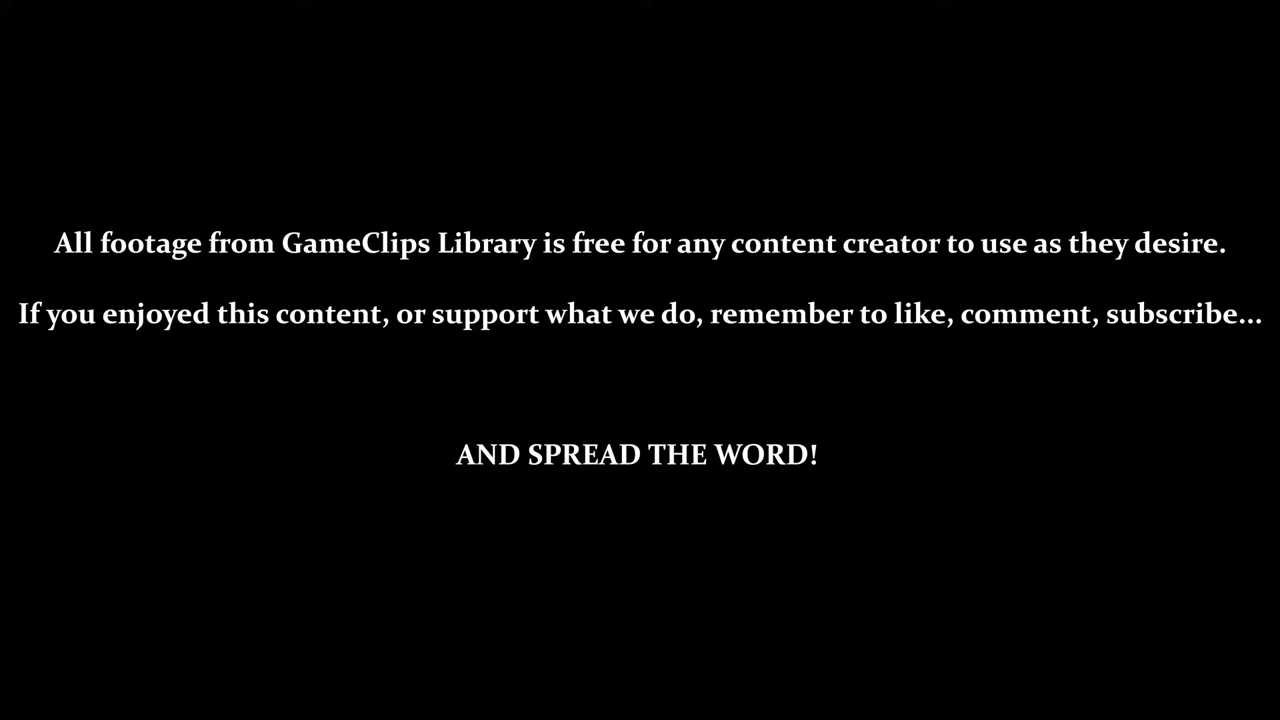 All footage from GameClips Library is free for any content creator to use as they desire.
If you enjoyed this content, or support what we do, remember to like, comment, subscribe...
AND SPREAD THE WORD!